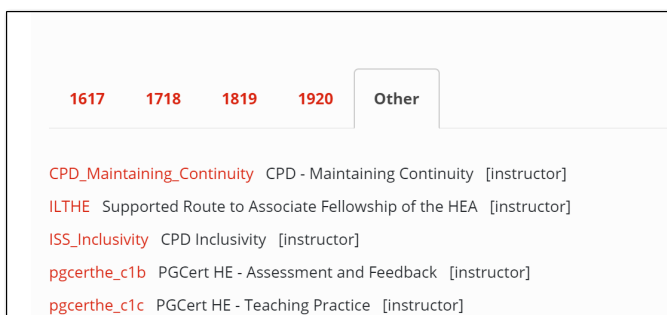 1617 1718 1819 1920 Other
CPD_Maintaining_Continuity CPD - Maintaining Continuity [instructor]
ILTHE Supported Route to Associate Fellowship of the HEA [instructor]
ISS_Inclusivity CPD Inclusivity [instructor]
pgcerthe_c1b PGCert HE - Assessment and Feedback [instructor]
pgcerthe_c1c PGCert HE - Teaching Practice [instructor]